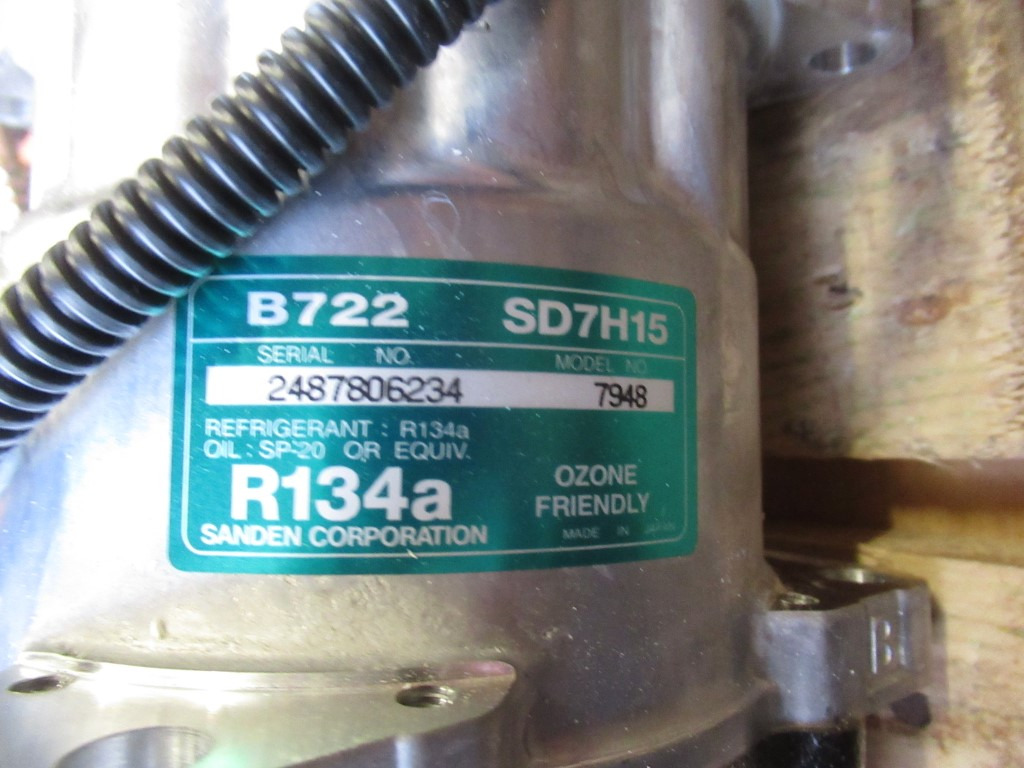 B722 SD7H15
SERIAL NO. MODEL NO
2487806234 7948
REFRIGERANT : R134a
OIL : SP-20 OR EQUIV.
R134a OZONE
FRIENDLY
SANDEN CORPORATION MADE IN JAPAN
B